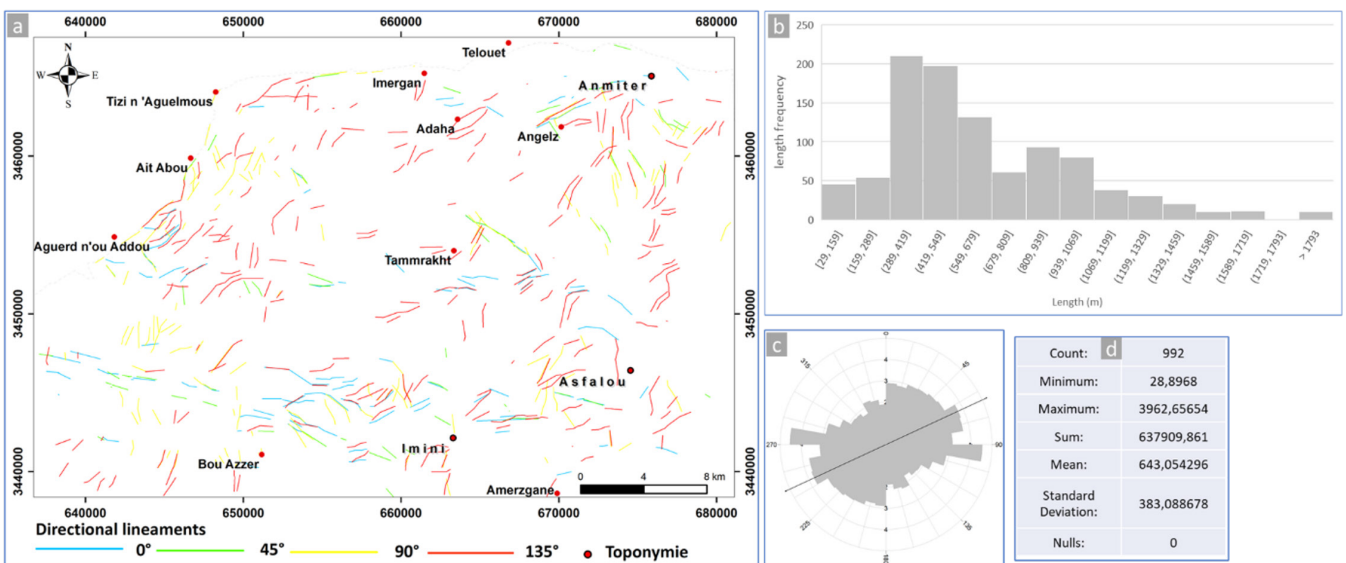 a
640000 650000 660000 670000 680000
N
W E
S
Telouet
Imergan
Anmiter
Tizi n 'Aguelmous
Adaha
Angelz
3460000
3460000
Ait Abou
Aguerd n'ou Addou
Tammrakht
3450000
3450000
Asfalou
Imini
Bou Azzer
3440000
3440000
Amerzgane
0 4 8 km
640000 650000 660000 670000 680000
Directional lineaments
0° 45° 90° 135° Toponymie
b
length frequency
250
200
150
100
50
0
[29, 159]
(159, 289]
(289, 419]
(419, 549]
(549, 679]
(679, 809]
(809, 939]
(939, 1069]
(1069, 1199]
(1199, 1329]
(1329, 1459]
(1459, 1589]
(1589, 1719]
(1719, 1793]
> 1793
Length (m)
c
0
315 45
4
3
270 90
3
4
225 135
180
d
Count: 992
Minimum: 28,8968
Maximum: 3962,65654
Sum: 637909,861
Mean: 643,054296
Standard
Deviation: 383,088678
Nulls: 0